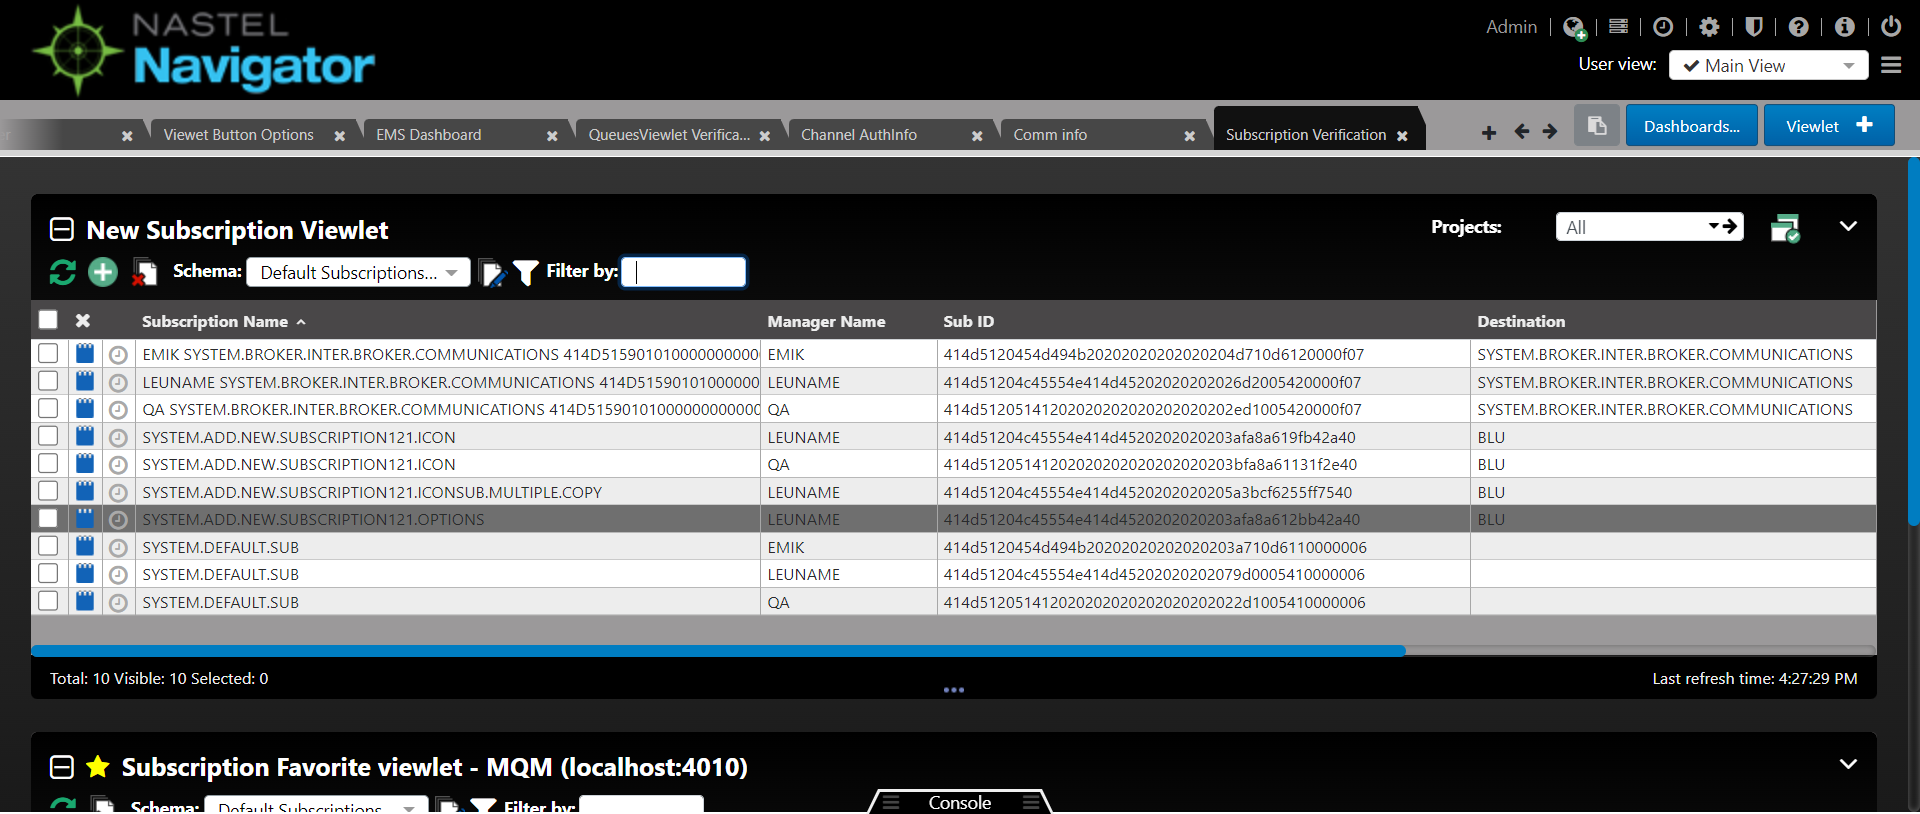 NASTEL
Navigator
Admin
User view: Main View
r
Viewet Button Options
EMS Dashboard
QueuesViewlet Verifica...
Channel AuthInfo
Comm info
Subscription Verification
Dashboards...
Viewlet
New Subscription Viewlet
Projects: All
Schema: Default Subscriptions... Filter by:
Subscription Name Manager Name Sub ID Destination
EMIK SYSTEM.BROKER.INTER.BROKER.COMMUNICATIONS 414D51590101000000000 EMIK 414d5120454d494b20202020202020204d710d6120000f07 SYSTEM.BROKER.INTER.BROKER.COMMUNICATIONS
LEUNAME SYSTEM.BROKER.INTER.BROKER.COMMUNICATIONS 414D51590101000000 LEUNAME 414d51204c45554e414d45202020202026d2005420000f07 SYSTEM.BROKER.INTER.BROKER.COMMUNICATIONS
QA SYSTEM.BROKER.INTER.BROKER.COMMUNICATIONS 414D51590101000000000000 QA 414d5120514120202020202020202020202ed1005420000f07 SYSTEM.BROKER.INTER.BROKER.COMMUNICATIONS
SYSTEM.ADD.NEW.SUBSCRIPTION121.ICON LEUNAME 414d51204c45554e414d4520202020203afa8a619fb42a40 BLU
SYSTEM.ADD.NEW.SUBSCRIPTION121.ICON QA 414d5120514120202020202020202020203bfa8a61131f2e40 BLU
SYSTEM.ADD.NEW.SUBSCRIPTION121.ICONSUB.MULTIPLE.COPY LEUNAME 414d51204c45554e414d4520202020205a3bcf6255ff7540 BLU
SYSTEM.ADD.NEW.SUBSCRIPTION121.OPTIONS LEUNAME 414d51204c45554e414d4520202020203afa8a612bb42a40 BLU
SYSTEM.DEFAULT.SUB EMIK 414d5120454d494b20202020202020203a710d6110000006
SYSTEM.DEFAULT.SUB LEUNAME 414d51204c45554e414d45202020202079d0005410000006
SYSTEM.DEFAULT.SUB QA 414d5120514120202020202020202020202022d1005410000006
Total: 10 Visible: 10 Selected: 0
Last refresh time: 4:27:29 PM
Subscription Favorite viewlet - MQM (localhost:4010)
Schema: Default Subscriptions... Filter by:
Console